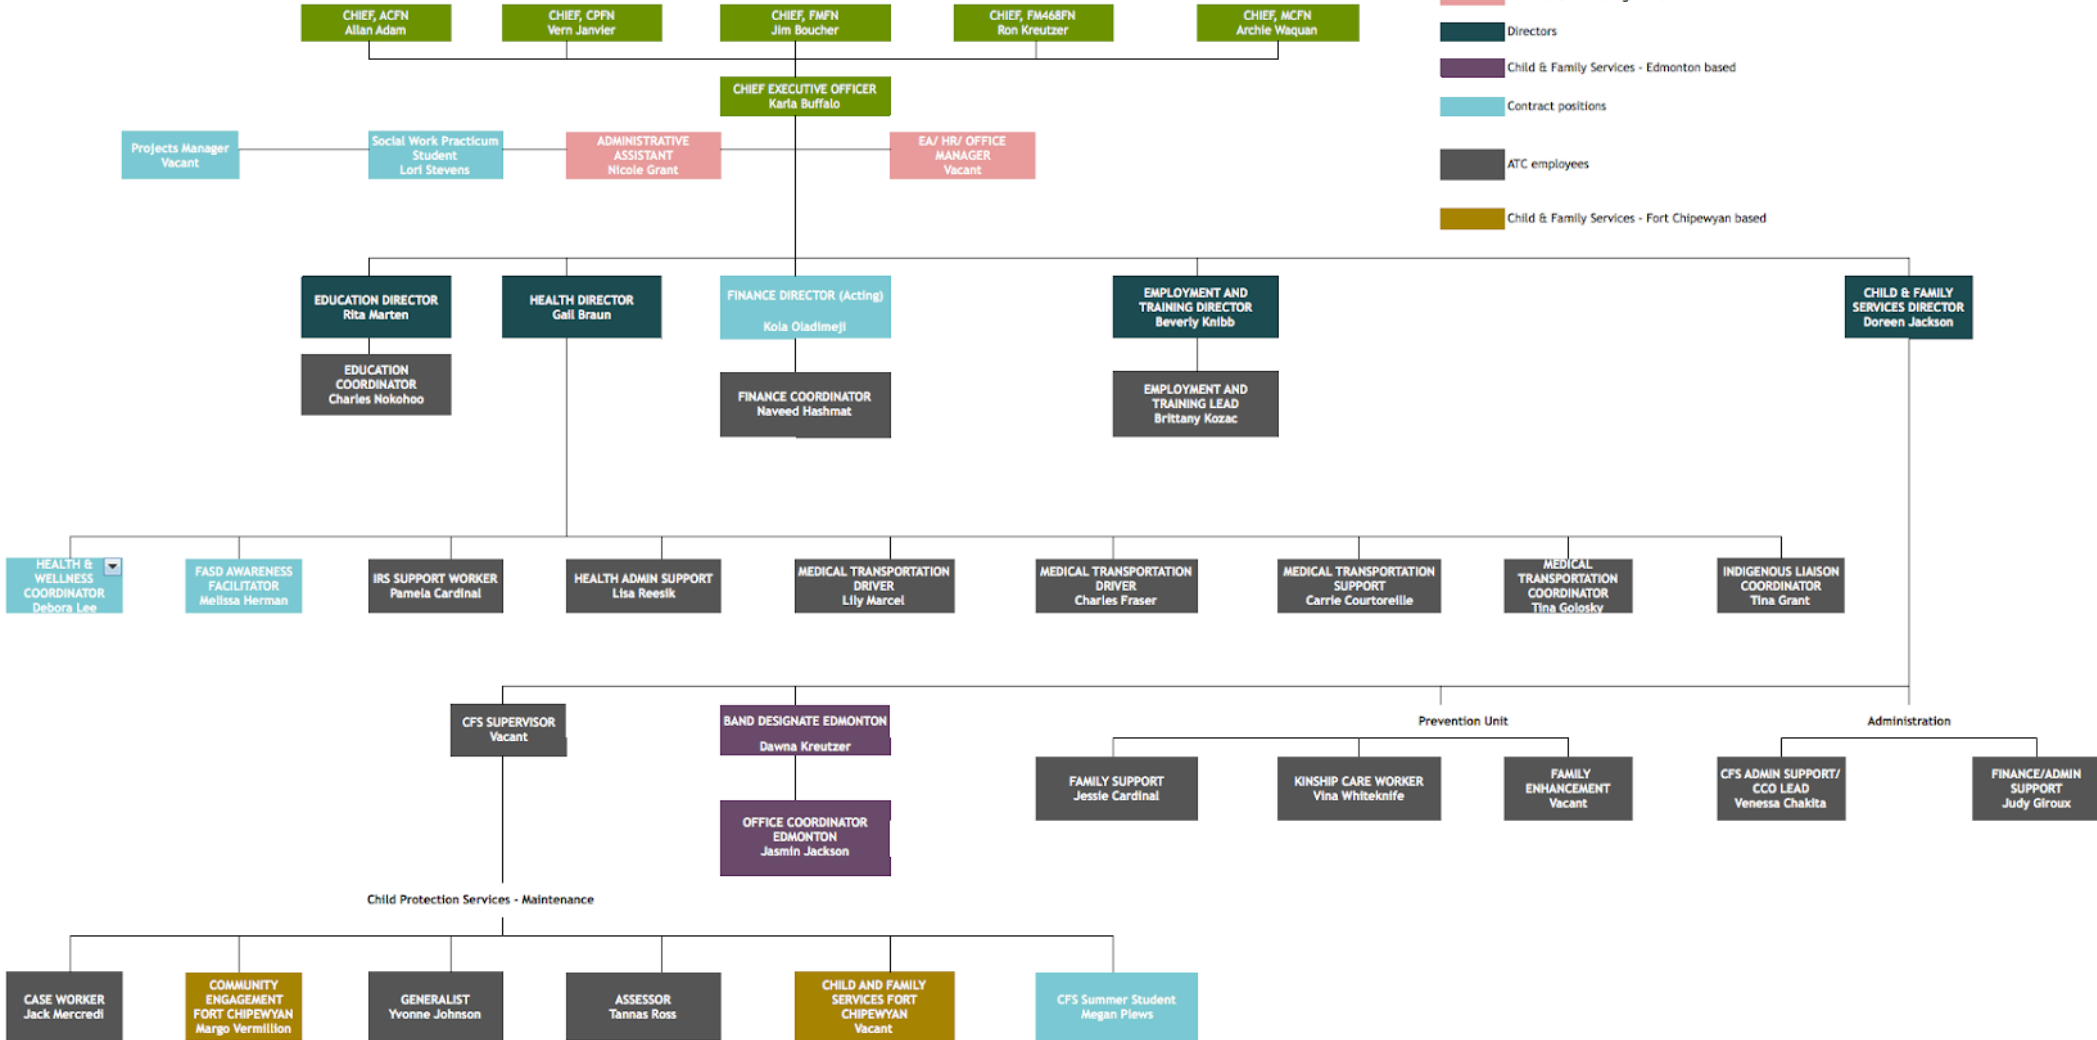 CHIEF, ACFN
Allan Adam
CHIEF, CPFN
Vern Janvier
CHIEF, FMFN
Jim Boucher
CHIEF, FM468FN
Ron Kreutzer
CHIEF, MCFN
Archie Waquan
Directors
Child & Family Services - Edmonton based
Contract positions
ATC employees
Child & Family Services - Fort Chipewyan based
CHIEF EXECUTIVE OFFICER
Karla Buffalo
Projects Manager
Vacant
Social Work Practicum
Student
Lori Stevens
ADMINISTRATIVE
ASSISTANT
Nicole Grant
EA/ HR/ OFFICE
MANAGER
Vacant
EDUCATION DIRECTOR
Rita Marten
HEALTH DIRECTOR
Gail Braun
FINANCE DIRECTOR (Acting)
Kola Oladimeji
EMPLOYMENT AND
TRAINING DIRECTOR
Beverly Knibb
CHILD & FAMILY
SERVICES DIRECTOR
Doreen Jackson
EDUCATION
COORDINATOR
Charles Nokohoo
FINANCE COORDINATOR
Naveed Hashmat
EMPLOYMENT AND
TRAINING LEAD
Brittany Kozac
HEALTH &
WELLNESS
COORDINATOR
Debora Lee
FASD AWARENESS
FACILITATOR
Melissa Herman
IRS SUPPORT WORKER
Pamela Cardinal
HEALTH ADMIN SUPPORT
Lisa Reesik
MEDICAL TRANSPORTATION
DRIVER
Lily Marcel
MEDICAL TRANSPORTATION
DRIVER
Charles Fraser
MEDICAL TRANSPORTATION
SUPPORT
Carrie Courtoreille
MEDICAL
TRANSPORTATION
COORDINATOR
Tina Golosky
INDIGENOUS LIAISON
COORDINATOR
Tina Grant
CFS SUPERVISOR
Vacant
BAND DESIGNATE EDMONTON
Dawna Kreutzer
Prevention Unit
Administration
FAMILY SUPPORT
Jessie Cardinal
KINSHIP CARE WORKER
Vina Whiteknife
FAMILY
ENHANCEMENT
Vacant
CFS ADMIN SUPPORT/
CCO LEAD
Venessa Chakita
FINANCE/ADMIN
SUPPORT
Judy Giroux
OFFICE COORDINATOR
EDMONTON
Jasmin Jackson
Child Protection Services - Maintenance
CASE WORKER
Jack Mercredi
COMMUNITY
ENGAGEMENT
FORT CHIPEWYAN
Margo Vermillion
GENERALIST
Yvonne Johnson
ASSESSOR
Tannas Ross
CHILD AND FAMILY
SERVICES FORT
CHIPEWYAN
Vacant
CFS Summer Student
Megan Plews